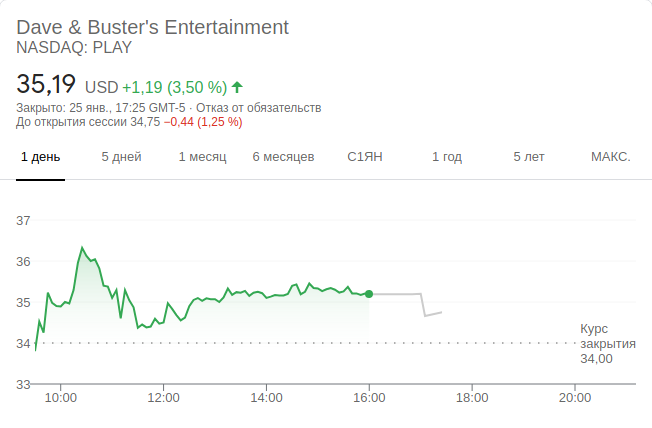 Dave & Buster's Entertainment
NASDAQ: PLAY
35,19 USD +1,19 (3,50 %)
Закрыто: 25 янв., 17:25 GMT-5 · Отказ от обязательств
До открытия сессии 34,75 −0,44 (1,25 %)
1 день 5 дней 1 месяц 6 месяцев С1ЯН 1 год 5 лет МАКС.
37
36
35
34
33
Курс
закрытия
34,00
10:00 12:00 14:00 16:00 18:00 20:00